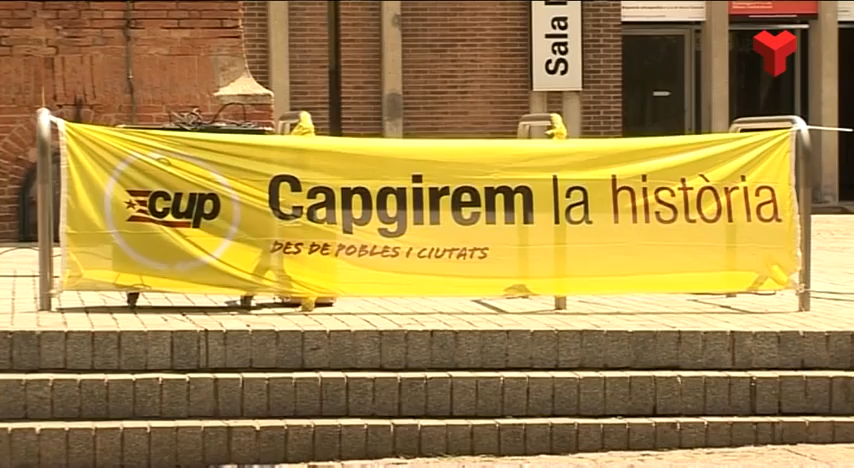 Sala
cup
Capgirem la història
DES DE POBLES I CIUTATS